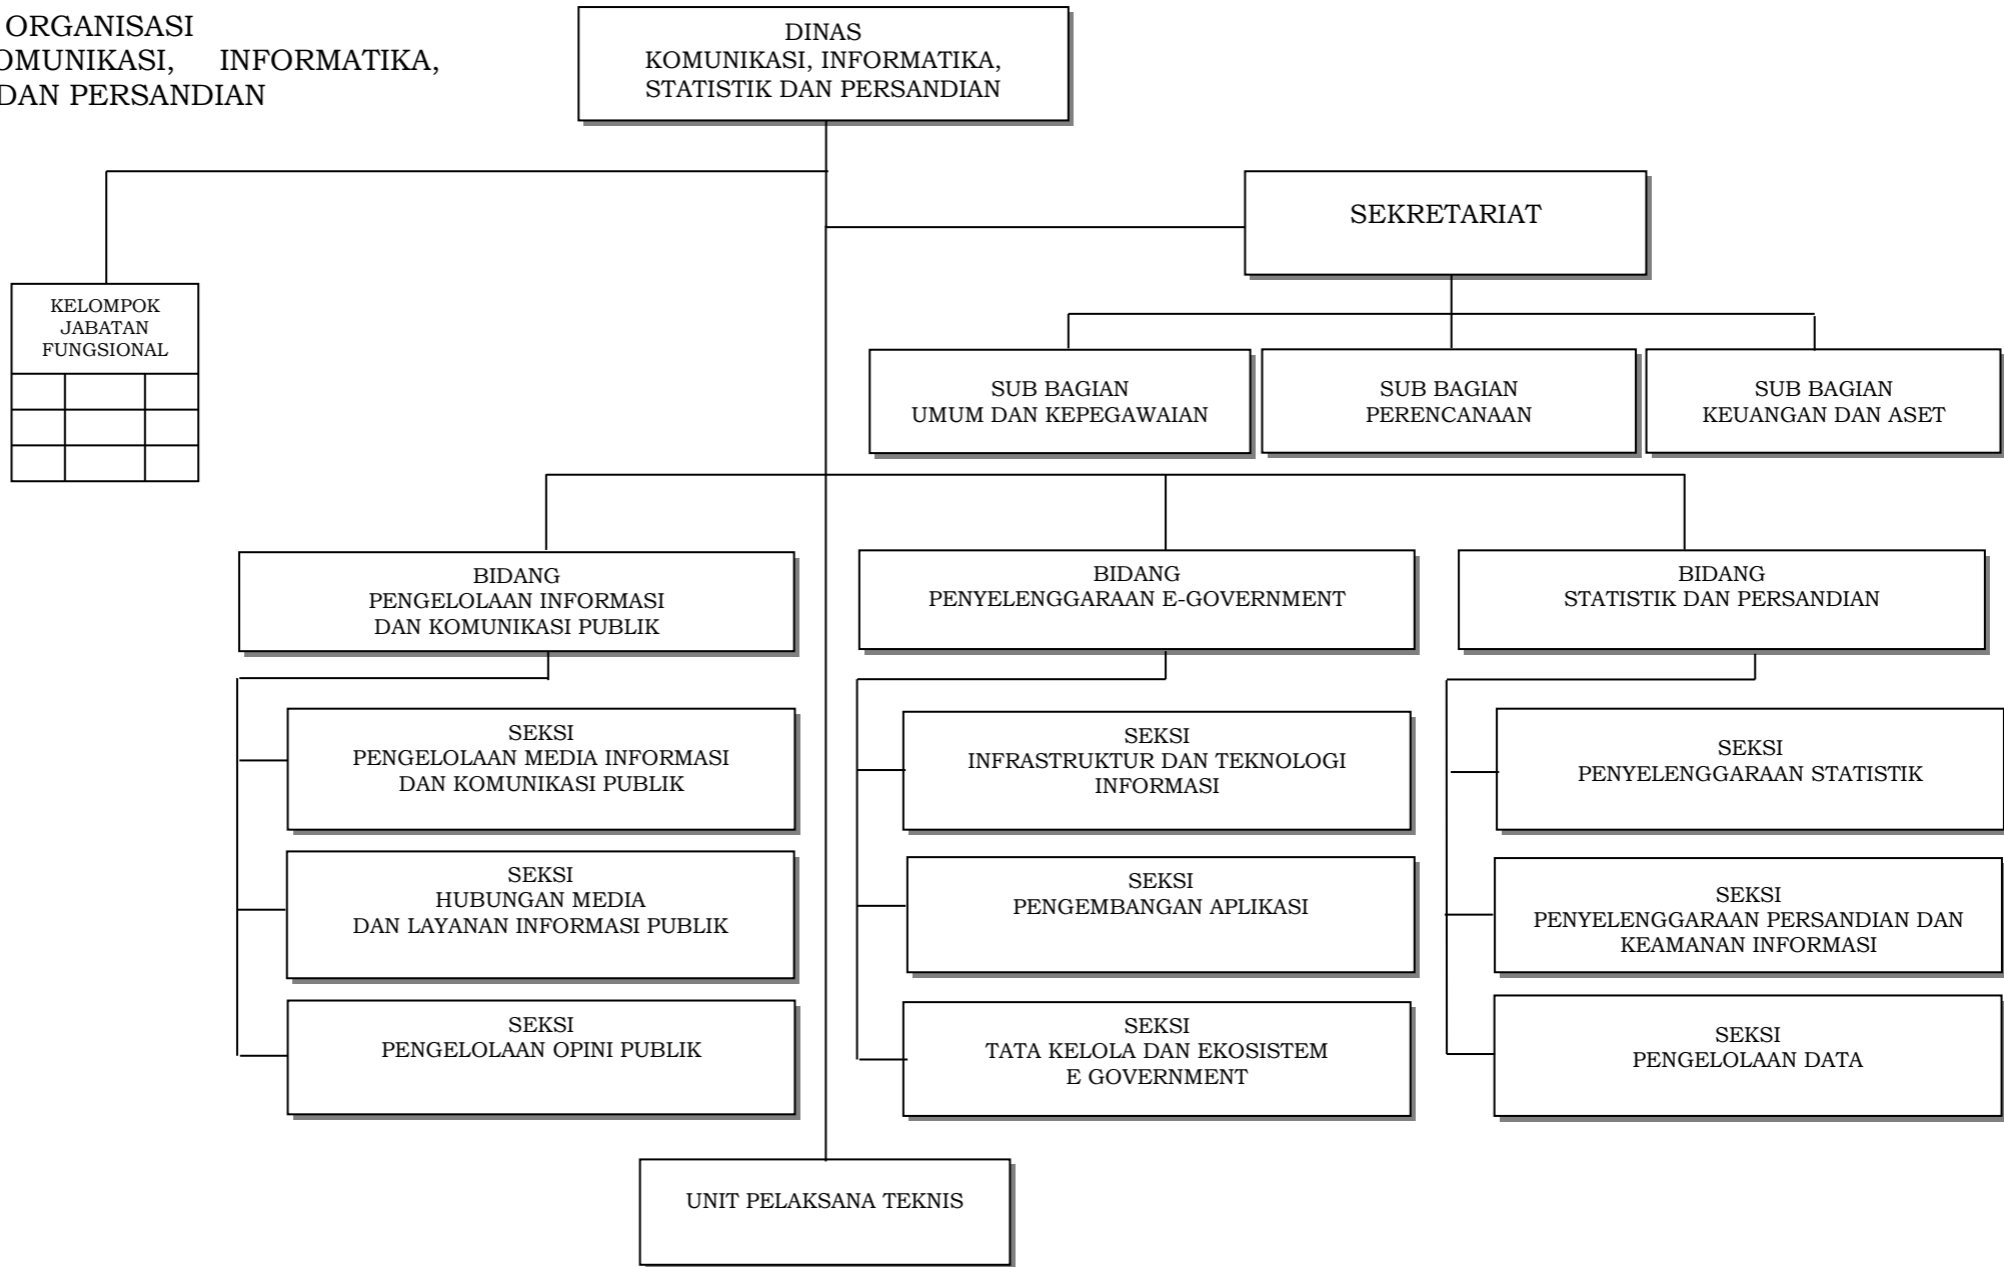 ORGANISASI
OMUNIKASI, INFORMATIKA,
DAN PERSANDIAN
DINAS
KOMUNIKASI, INFORMATIKA,
STATISTIK DAN PERSANDIAN
SEKRETARIAT
KELOMPOK
JABATAN
FUNGSIONAL
SUB BAGIAN
UMUM DAN KEPEGAWAIAN
SUB BAGIAN
PERENCANAAN
SUB BAGIAN
KEUANGAN DAN ASET
BIDANG
PENGELOLAAN INFORMASI
DAN KOMUNIKASI PUBLIK
BIDANG
PENYELENGGARAAN E-GOVERNMENT
BIDANG
STATISTIK DAN PERSANDIAN
SEKSI
PENGELOLAAN MEDIA INFORMASI
DAN KOMUNIKASI PUBLIK
SEKSI
INFRASTRUKTUR DAN TEKNOLOGI
INFORMASI
SEKSI
PENYELENGGARAAN STATISTIK
SEKSI
HUBUNGAN MEDIA
DAN LAYANAN INFORMASI PUBLIK
SEKSI
PENGEMBANGAN APLIKASI
SEKSI
PENYELENGGARAAN PERSANDIAN DAN
KEAMANAN INFORMASI
SEKSI
PENGELOLAAN OPINI PUBLIK
SEKSI
TATA KELOLA DAN EKOSISTEM
E GOVERNMENT
SEKSI
PENGELOLAAN DATA
UNIT PELAKSANA TEKNIS